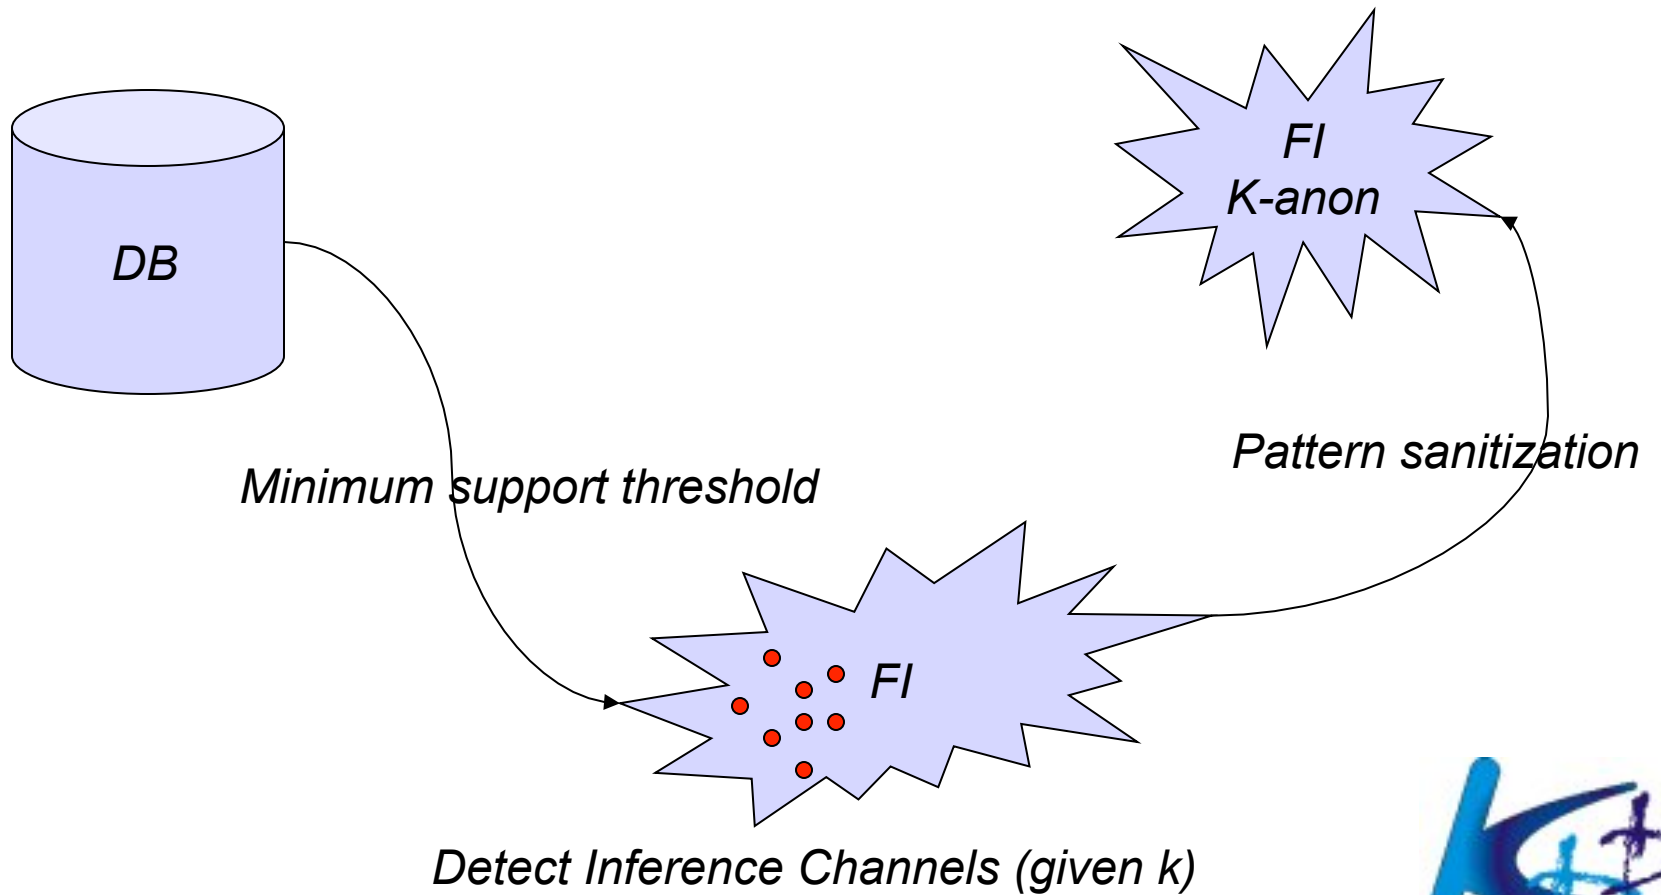 FI
K-anon
DB
Pattern sanitization
Minimum support threshold
FI
Detect Inference Channels (given k)